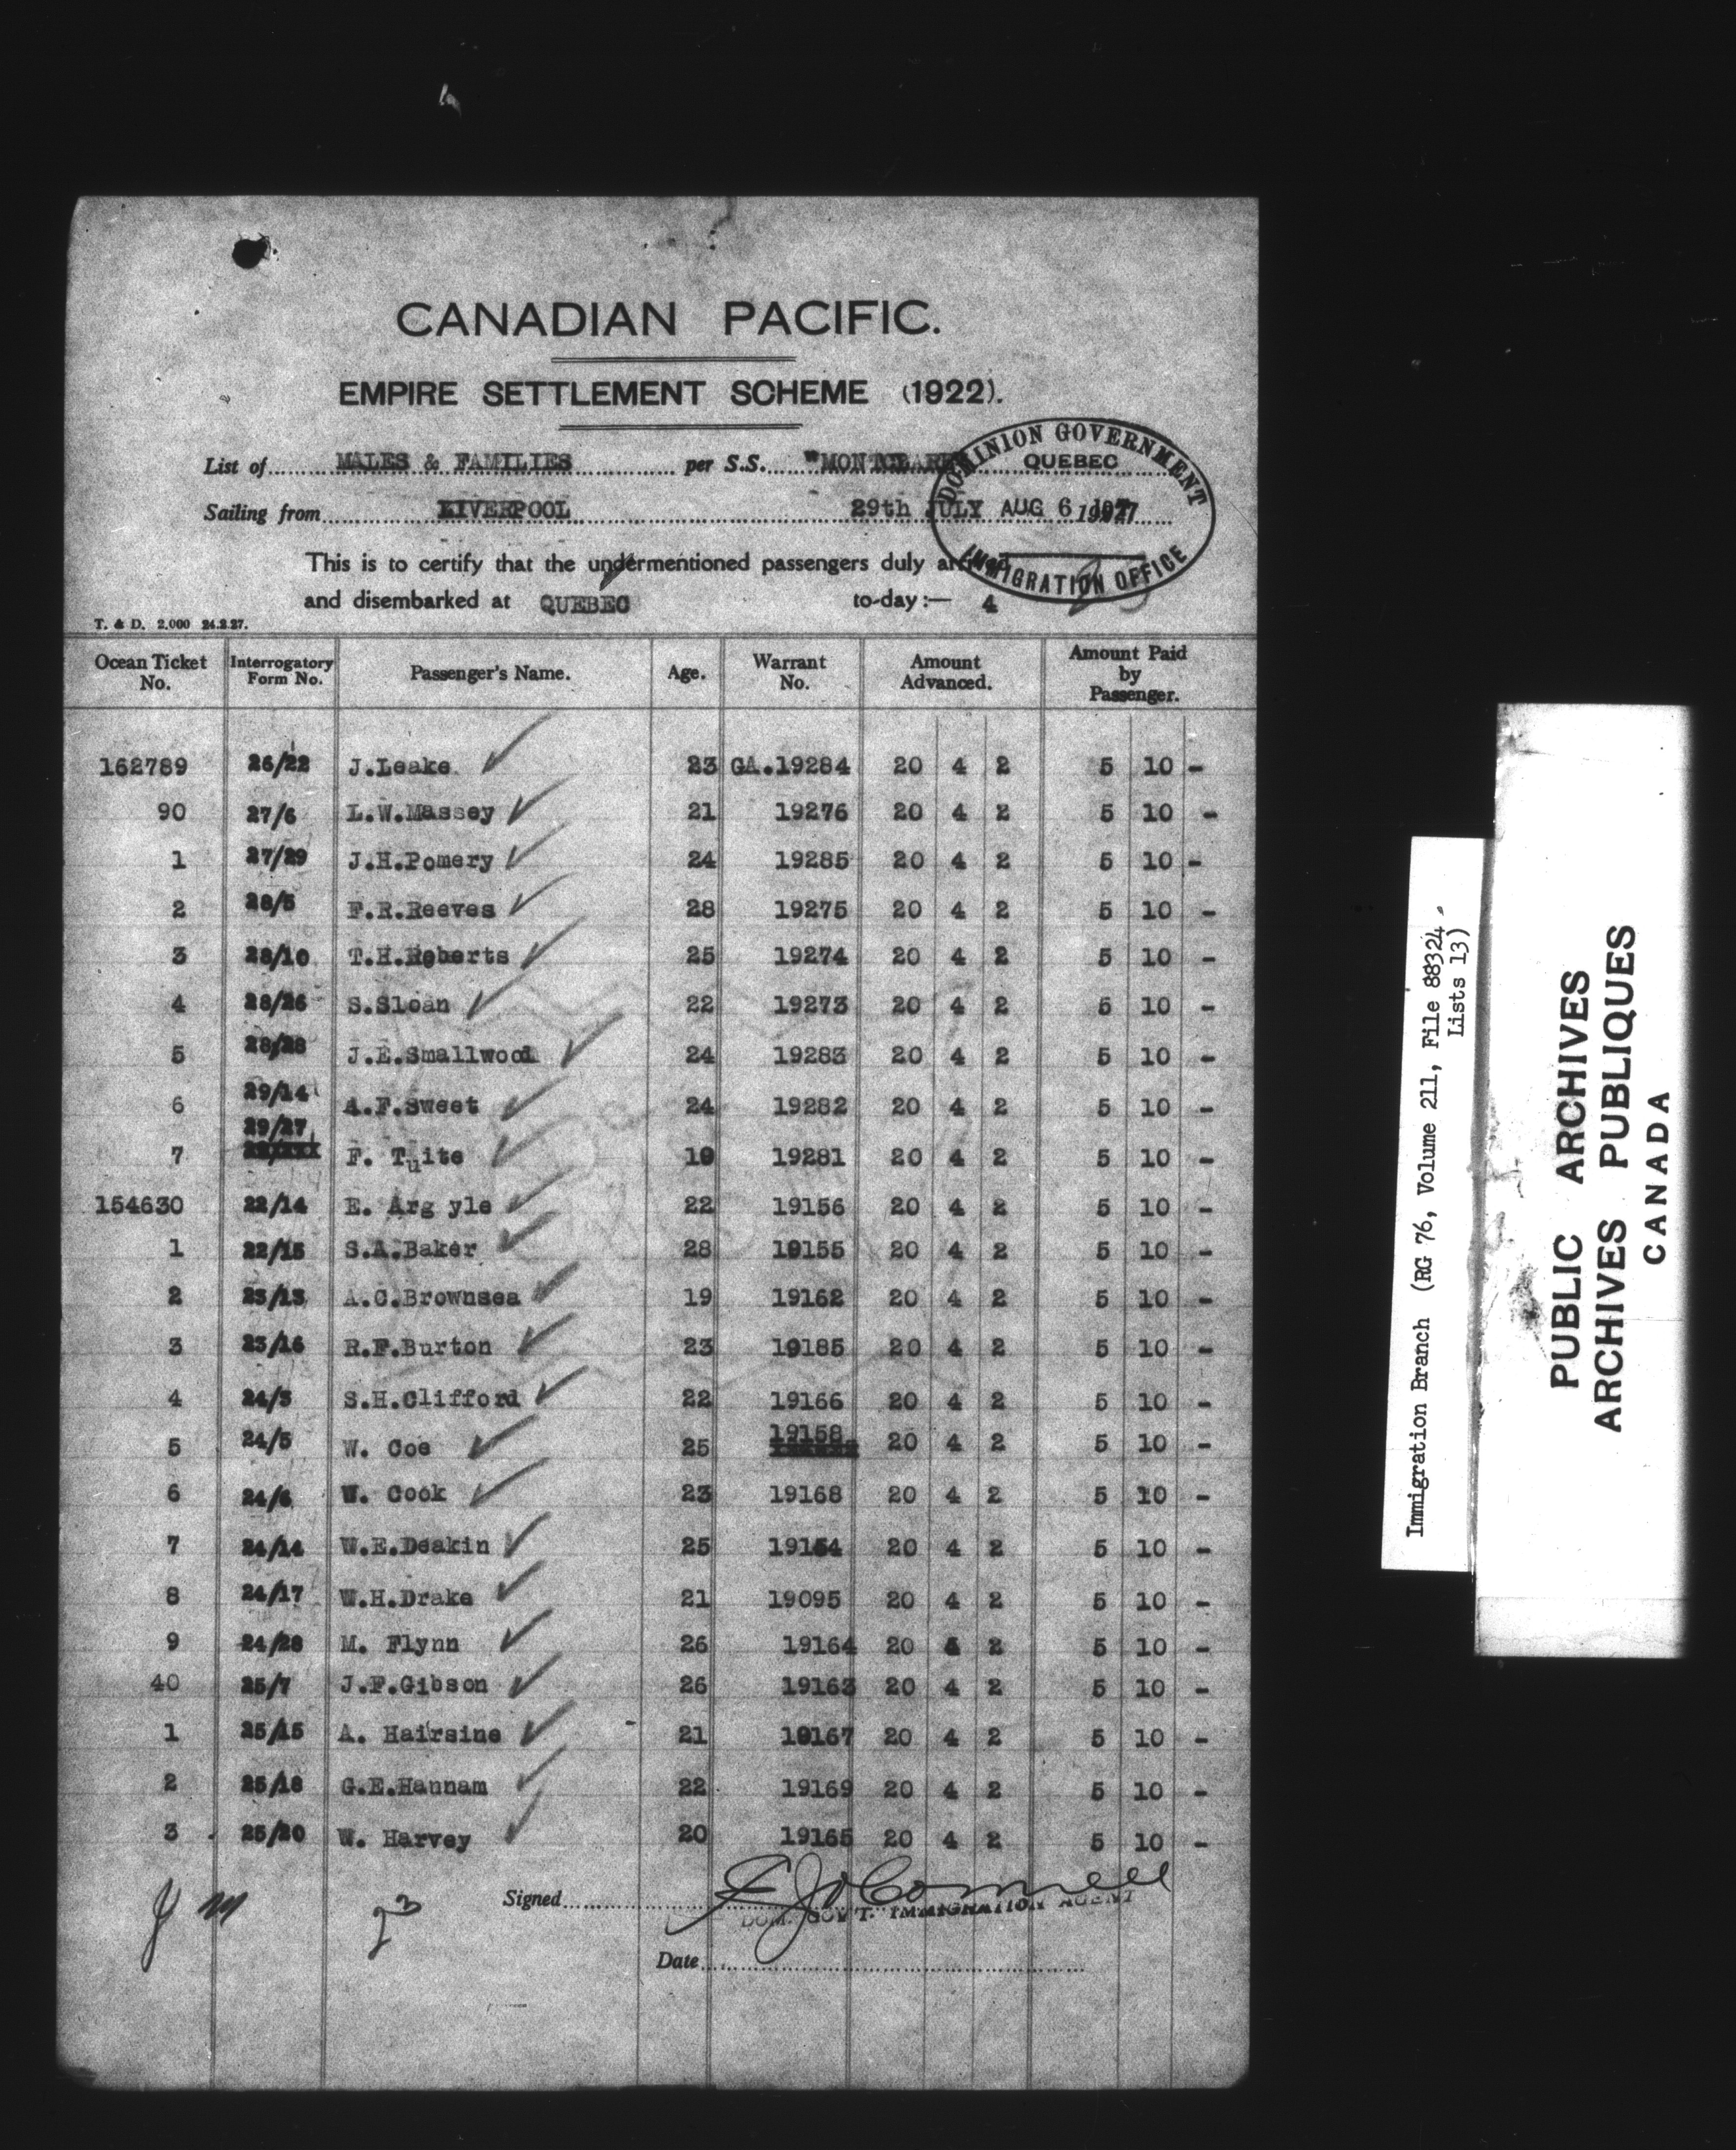 CANADIAN PACIFIC.
EMPIRE SETTLEMENT SCHEME (1922).
List of MALES & FAMILIES per S.S. "MONTCLARE"
Sailing from LIVERPOOL 29th JULY 1927
DOMINION GOVERNMENT
QUEBEC
AUG 6 1927
IMMIGRATION OFFICE
This is to certify that the undermentioned passengers duly arrived
and disembarked at QUEBEC to-day :— 4
T. & D. 2.000 24.2.27.
Ocean Ticket No. Interrogatory Form No. Passenger's Name. Age. Warrant No. Amount Advanced. Amount Paid by Passenger.
162789 26/22 J.Leake 23 GA.19284 20 4 2 5 10 -
90 27/6 L.W.Massey 21 19276 20 4 2 5 10 -
1 27/29 J.H.Pomery 24 19285 20 4 2 5 10 -
2 28/5 F.R.Reeves 28 19275 20 4 2 5 10 -
3 28/10 T.H.Roberts 25 19274 20 4 2 5 10 -
4 28/26 S.Sloan 22 19273 20 4 2 5 10 -
5 28/28 J.E.Smallwood 24 19283 20 4 2 5 10 -
6 29/14 A.F.Sweet 24 19282 20 4 2 5 10 -
7 29/27 F. Tuite 19 19281 20 4 2 5 10 -
154630 22/14 E. Arg yle 22 19156 20 4 2 5 10 -
1 22/15 S.A.Baker 28 19155 20 4 2 5 10 -
2 23/13 A.C.Brownsea 19 19162 20 4 2 5 10 -
3 23/16 R.F.Burton 23 19185 20 4 2 5 10 -
4 24/3 S.H.Clifford 22 19166 20 4 2 5 10 -
5 24/5 W. Coe 25 19158 20 4 2 5 10 -
6 24/6 W. Cook 23 19168 20 4 2 5 10 -
7 24/14 W.E.Deakin 25 19154 20 4 2 5 10 -
8 24/17 W.H.Drake 21 19095 20 4 2 5 10 -
9 24/28 M. Flynn 26 19164 20 4 2 5 10 -
40 25/7 J.F.Gibson 26 19163 20 4 2 5 10 -
1 25/15 A. Hairsine 21 19167 20 4 2 5 10 -
2 25/18 G.E.Hannam 22 19169 20 4 2 5 10 -
3 25/20 W. Harvey 20 19165 20 4 2 5 10 -
23
Signed F J O'Connell
DOM. GOV'T. IMMIGRATION AGENT
Date
Immigration Branch (RG 76, Volume 211, File 88324,
Lists 13)
PUBLIC ARCHIVES
ARCHIVES PUBLIQUES
CANADA